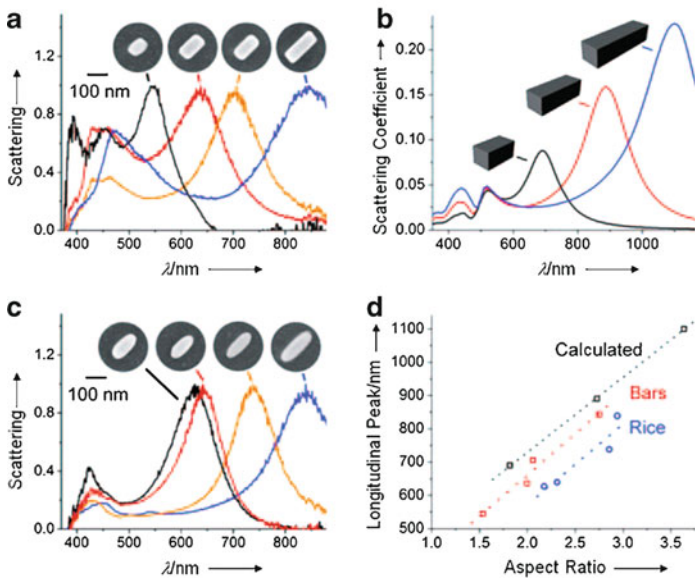 a
1.2
0.8
0.4
0.0
Scattering
100 nm
400 500 600 700 800
λ/nm
b
0.20
0.15
0.10
0.05
0.00
Scattering Coefficient
400 600 800 1000
λ/nm
c
1.2
0.8
0.4
0.0
Scattering
100 nm
400 500 600 700 800
λ/nm
d
1100
1000
900
800
700
600
500
Longitudinal Peak/nm
Calculated
Bars
Rice
1.0 1.5 2.0 2.5 3.0 3.5
Aspect Ratio